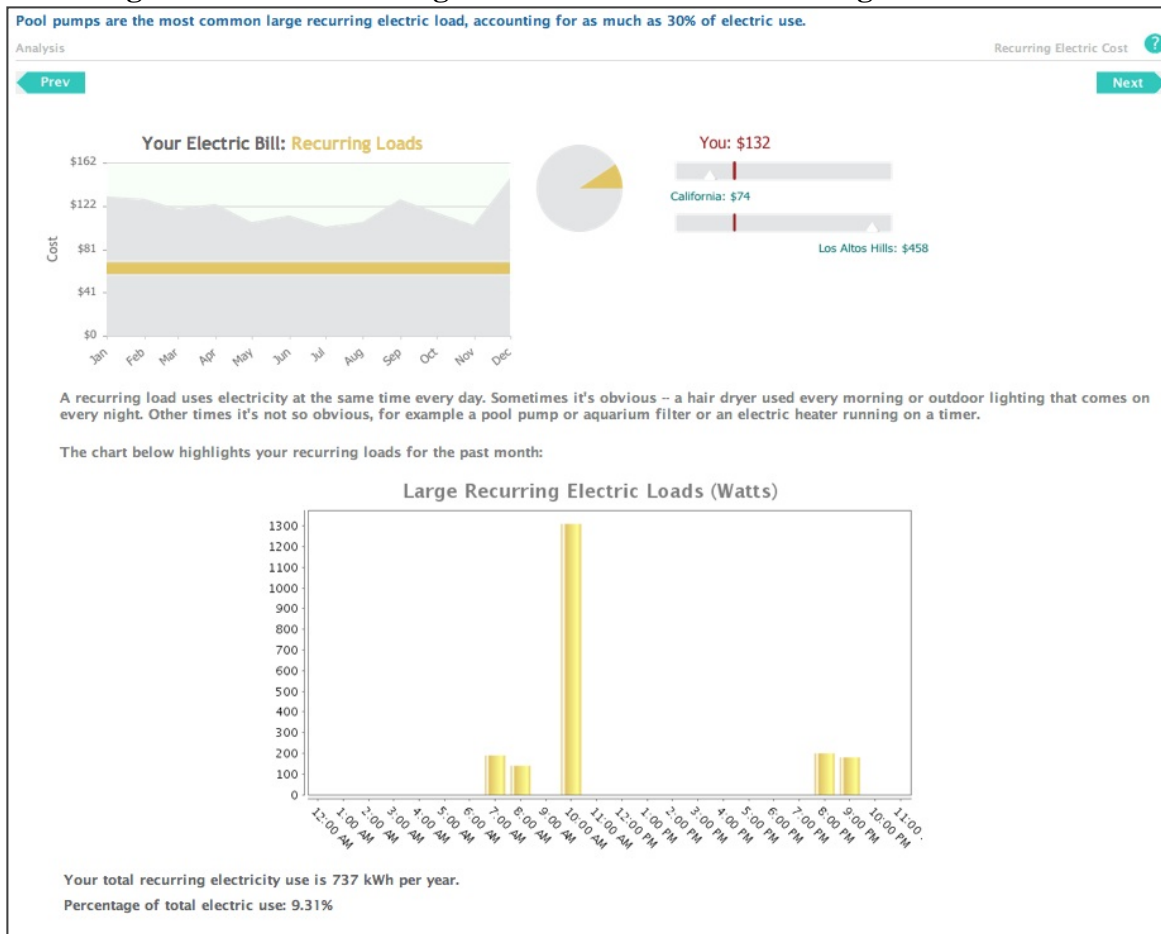 Pool pumps are the most common large recurring electric load, accounting for as much as 30% of electric use.
Analysis
Recurring Electric Cost ?
Prev
Next
Your Electric Bill: Recurring Loads
$162
$122
$81
$41
$0
Cost
Jan Feb Mar Apr May Jun Jul Aug Sep Oct Nov Dec
You: $132
California: $74
Los Altos Hills: $458
A recurring load uses electricity at the same time every day. Sometimes it's obvious -- a hair dryer used every morning or outdoor lighting that comes on
every night. Other times it's not so obvious, for example a pool pump or aquarium filter or an electric heater running on a timer.
The chart below highlights your recurring loads for the past month:
Large Recurring Electric Loads (Watts)
1300
1200
1100
1000
900
800
700
600
500
400
300
200
100
0
12:00 AM 1:00 AM 2:00 AM 3:00 AM 4:00 AM 5:00 AM 6:00 AM 7:00 AM 8:00 AM 9:00 AM 10:00 AM 11:00 AM 12:00 PM 1:00 PM 2:00 PM 3:00 PM 4:00 PM 5:00 PM 6:00 PM 7:00 PM 8:00 PM 9:00 PM 10:00 PM 11:00 .
Your total recurring electricity use is 737 kWh per year.
Percentage of total electric use: 9.31%